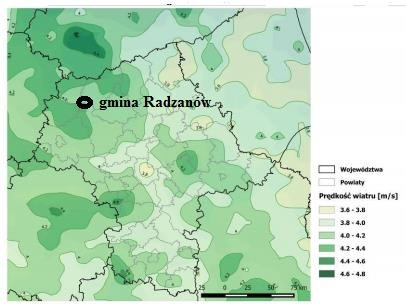 gmina Radzanów
Województwa
Powiaty
Prędkość wiatru [m/s]
3.6 - 3.8
3.8 - 4.0
4.0 - 4.2
4.2 - 4.4
4.4 - 4.6
4.6 - 4.8
25 0 25 50 75 km